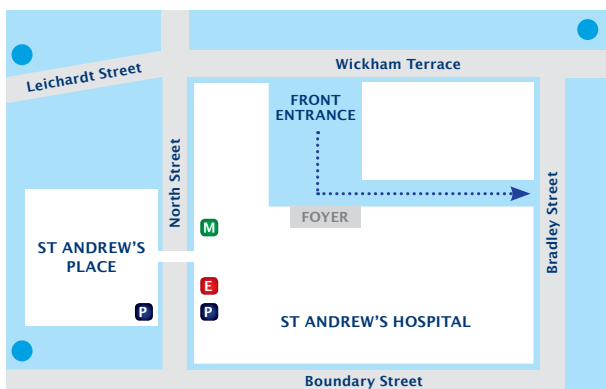 Leichardt Street
Wickham Terrace
FRONT
ENTRANCE
North Street
Bradley Street
FOYER
M
ST ANDREW'S
PLACE
E
P
P
ST ANDREW'S HOSPITAL
Boundary Street